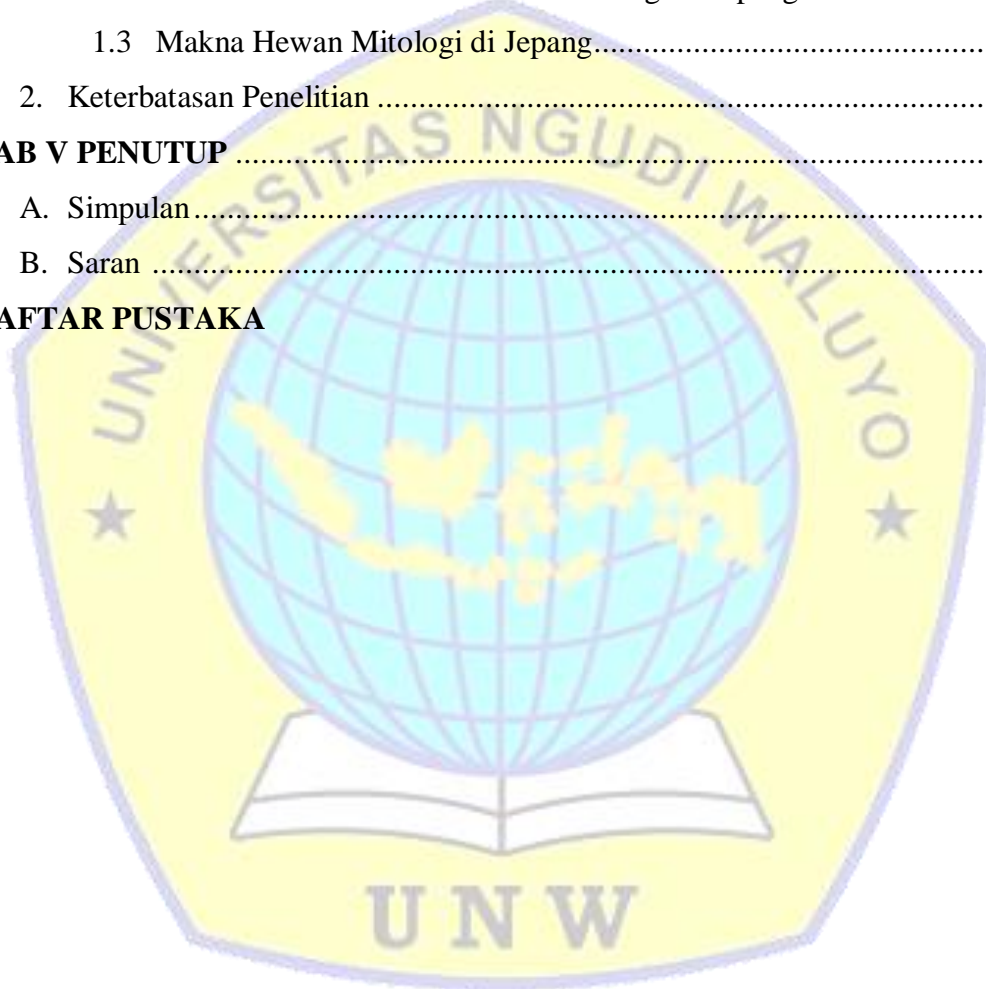 1.3 Makna Hewan Mitologi di Jepang........................................................
2. Keterbatasan Penelitian ...................................................................................
AB V PENUTUP .....................................................................................................
A. Simpulan...........................................................................................................
B. Saran ................................................................................................................
AFTAR PUSTAKA
UNIVERSITAS NGUDI WALUYO
UNW